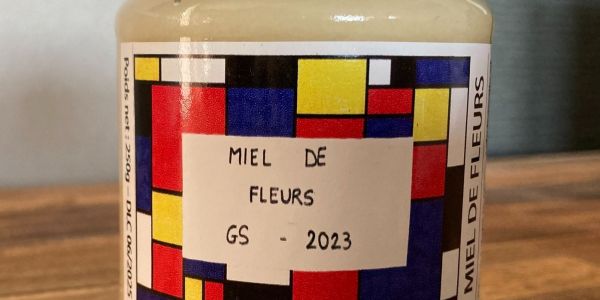 Poids net : 250g – DLC 06/2025
MIEL DE
FLEURS
GS - 2023
MIEL DE FLEURS